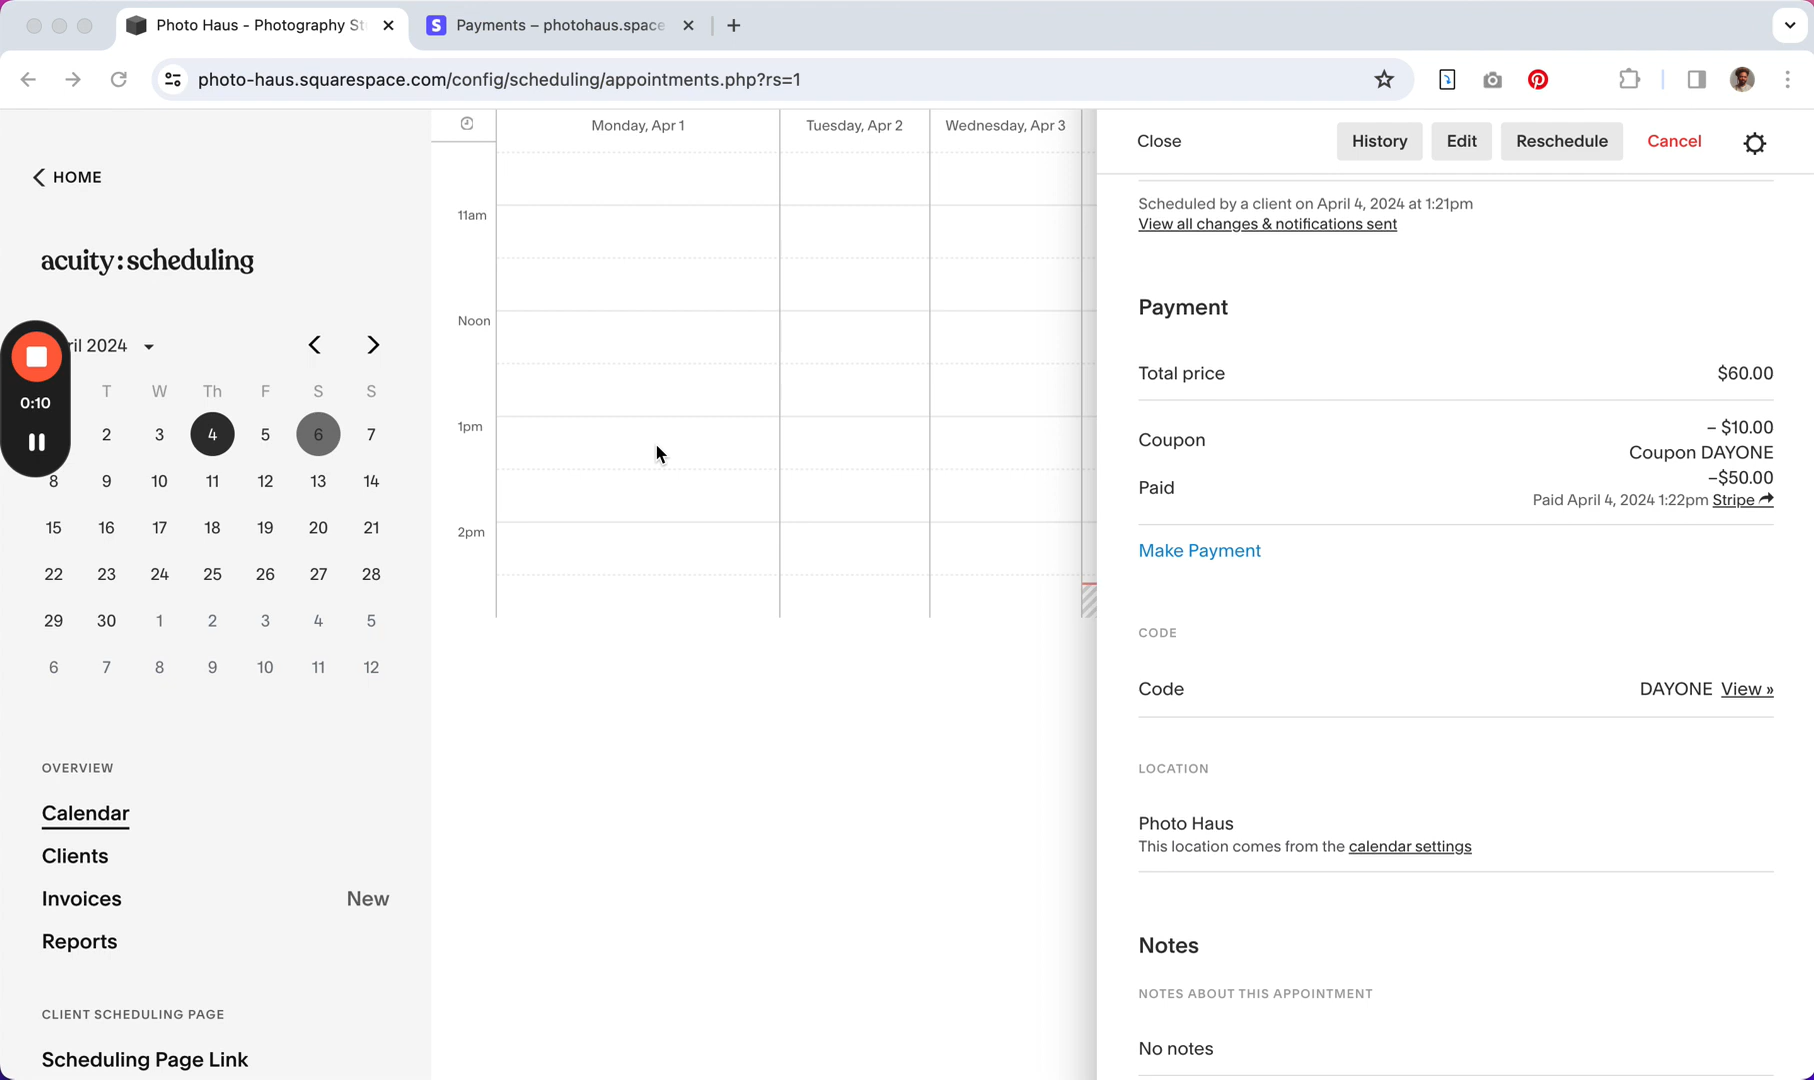 Photo Haus - Photography St
Payments – photohaus.space
photo-haus.squarespace.com/config/scheduling/appointments.php?rs=1
HOME
acuity:scheduling
ril 2024
0:10
T W Th F S S
2 3 4 5 6 7
8 9 10 11 12 13 14
15 16 17 18 19 20 21
22 23 24 25 26 27 28
29 30 1 2 3 4 5
6 7 8 9 10 11 12
OVERVIEW
Calendar
Clients
Invoices New
Reports
CLIENT SCHEDULING PAGE
Scheduling Page Link
Monday, Apr 1 Tuesday, Apr 2 Wednesday, Apr 3
11am
Noon
1pm
2pm
Close History Edit Reschedule Cancel
Scheduled by a client on April 4, 2024 at 1:21pm
View all changes & notifications sent
Payment
Total price $60.00
Coupon – $10.00
Coupon DAYONE
Paid –$50.00
Paid April 4, 2024 1:22pm Stripe
Make Payment
CODE
Code DAYONE View »
LOCATION
Photo Haus
This location comes from the calendar settings
Notes
NOTES ABOUT THIS APPOINTMENT
No notes